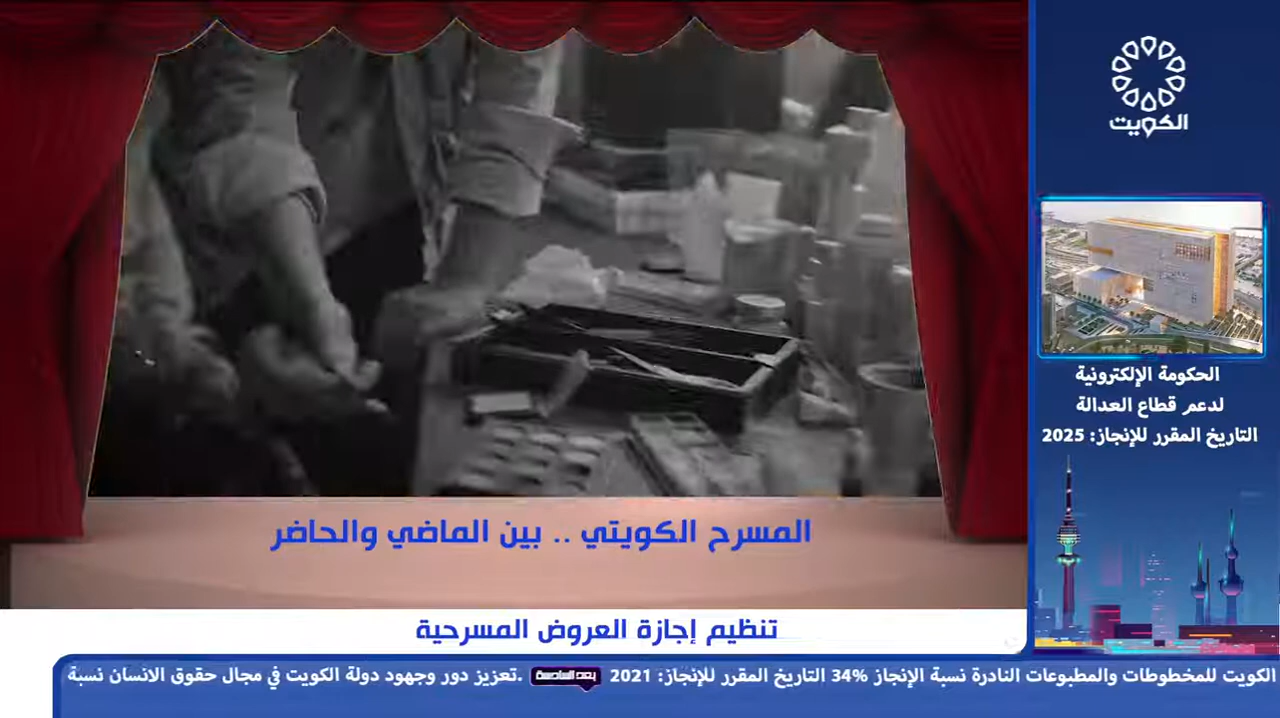 الكويت
الحكومة الإلكترونية
لدعم قطاع العدالة
التاريخ المقرر للإنجاز: 2025
المسرح الكويتي .. بين الماضي والحاضر
تنظيم إجازة العروض المسرحية
الكويت للمخطوطات والمطبوعات النادرة نسبة الإنجاز 34% التاريخ المقرر للإنجاز: 2021 بعد السادسة .تعزيز دور وجهود دولة الكويت في مجال حقوق الانسان نسبة